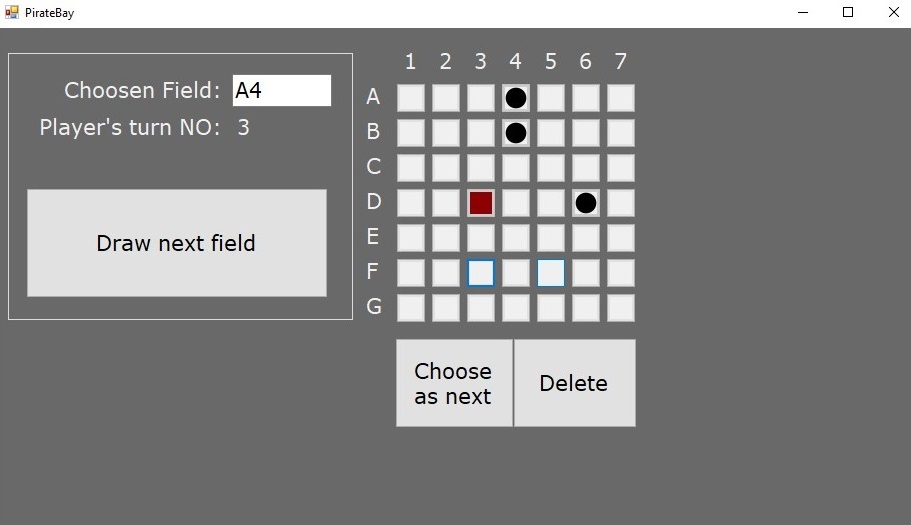 PirateBay
Choosen Field: A4
Player's turn NO: 3
Draw next field
1 2 3 4 5 6 7
A
B
C
D
E
F
G
Choose
as next
Delete